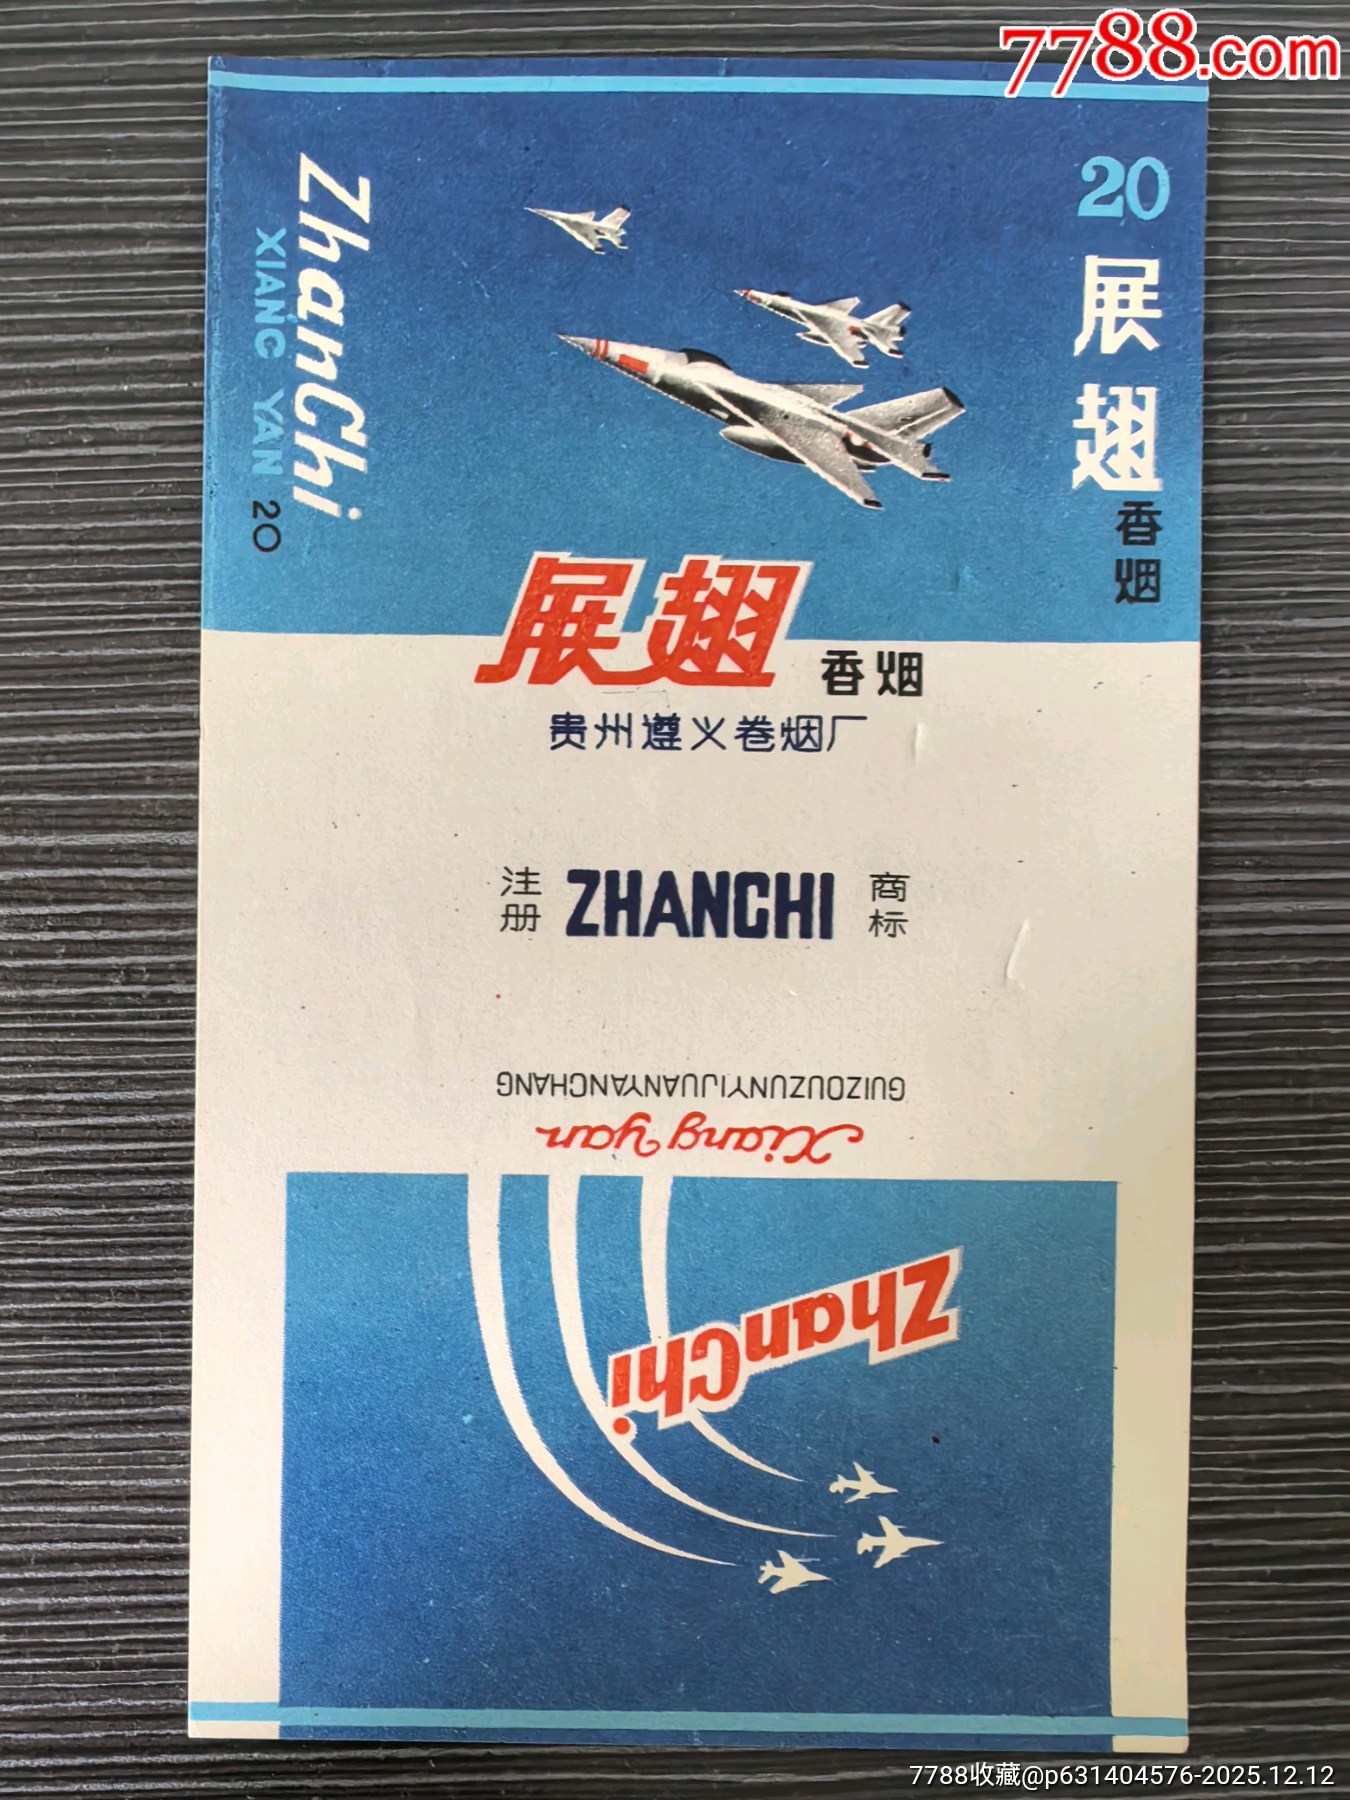 7788.com
20
展翅
香烟
ZhanChi
XIANG YAN 20
展翅 香烟
贵州遵义卷烟厂
注册 ZHANCHI 商标
GUIZOUZUNYIJUANYANCHANG
Xiang Yan
ZhanChi
7788收藏@p631404576-2025.12.12